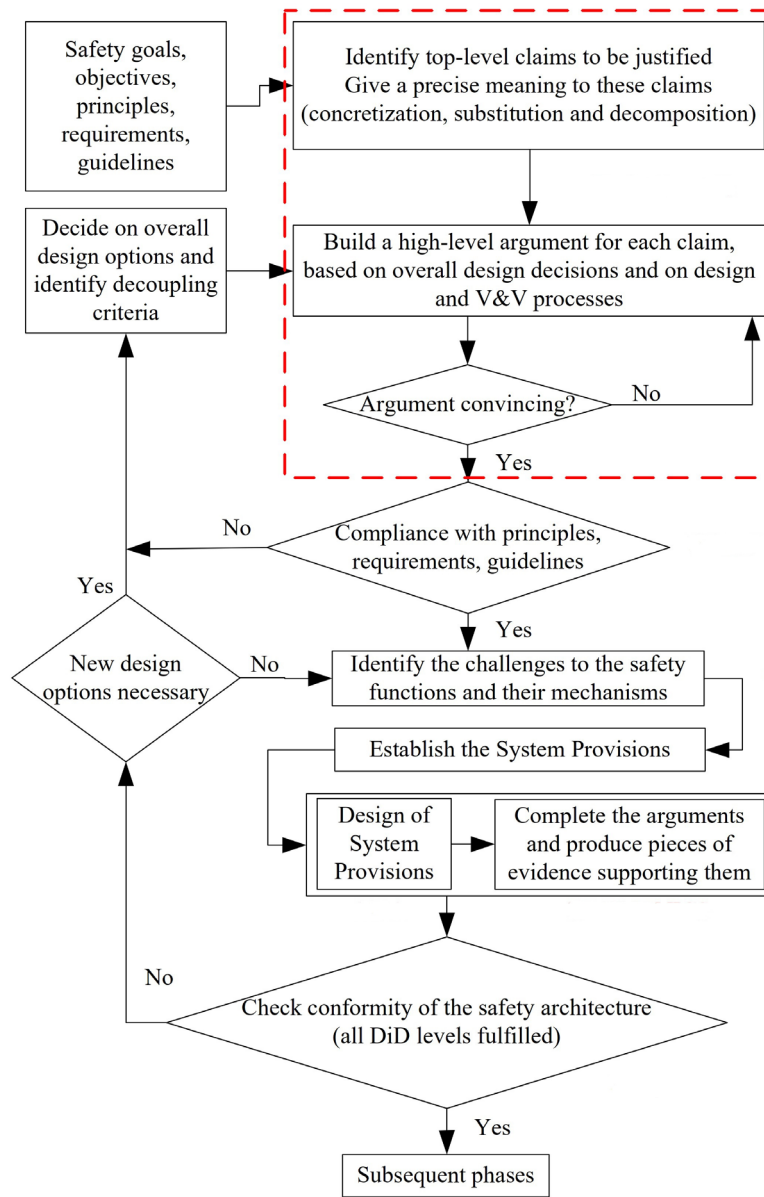 Safety goals,
objectives,
principles,
requirements,
guidelines
Identify top-level claims to be justified
Give a precise meaning to these claims
(concretization, substitution and decomposition)
Decide on overall
design options and
identify decoupling
criteria
Build a high-level argument for each claim,
based on overall design decisions and on design
and V&V processes
Argument convincing?
No
Yes
No
Compliance with principles,
requirements, guidelines
Yes
Yes
New design
options necessary
No
Identify the challenges to the safety
functions and their mechanisms
Establish the System Provisions
Design of
System
Provisions
Complete the arguments
and produce pieces of
evidence supporting them
No
Check conformity of the safety architecture
(all DiD levels fulfilled)
Yes
Subsequent phases